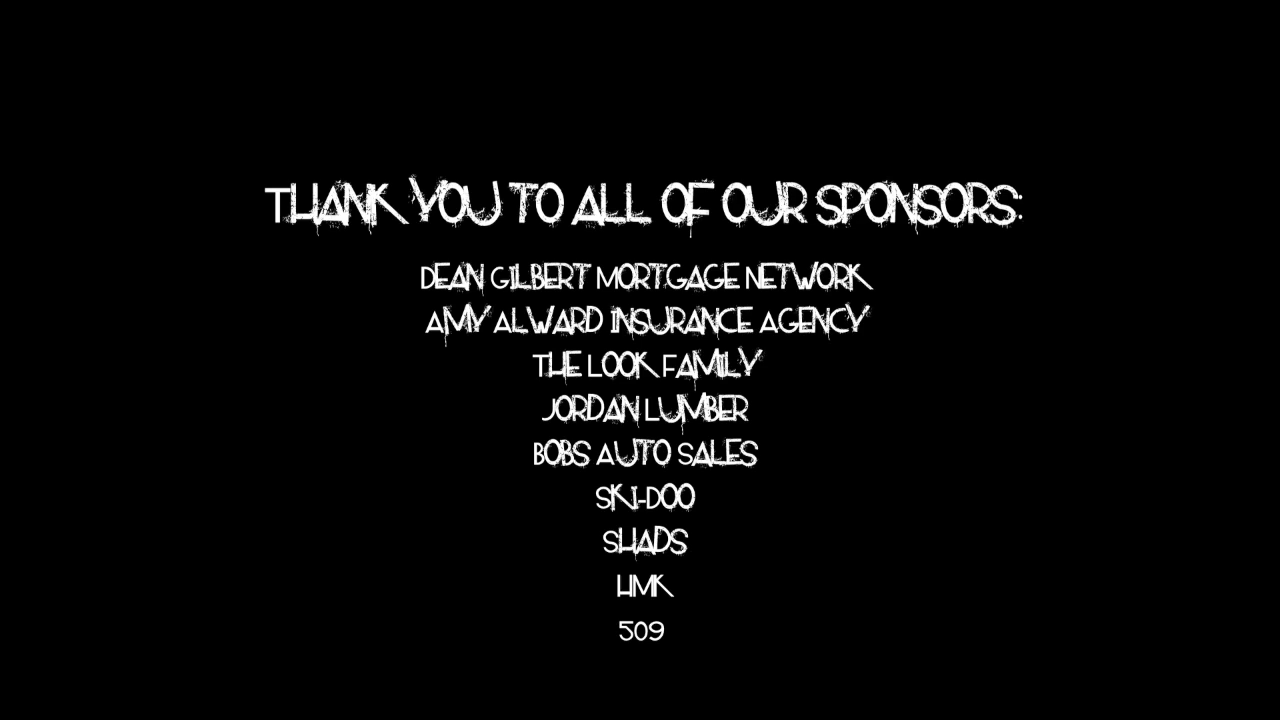 THANK YOU TO ALL OF OUR SPONSORS:
DEAN GILBERT MORTGAGE NETWORK
AMY ALWARD INSURANCE AGENCY
THE LOOK FAMILY
JORDAN LUMBER
BOBS AUTO SALES
SKI-DOO
SHADS
HMK
509